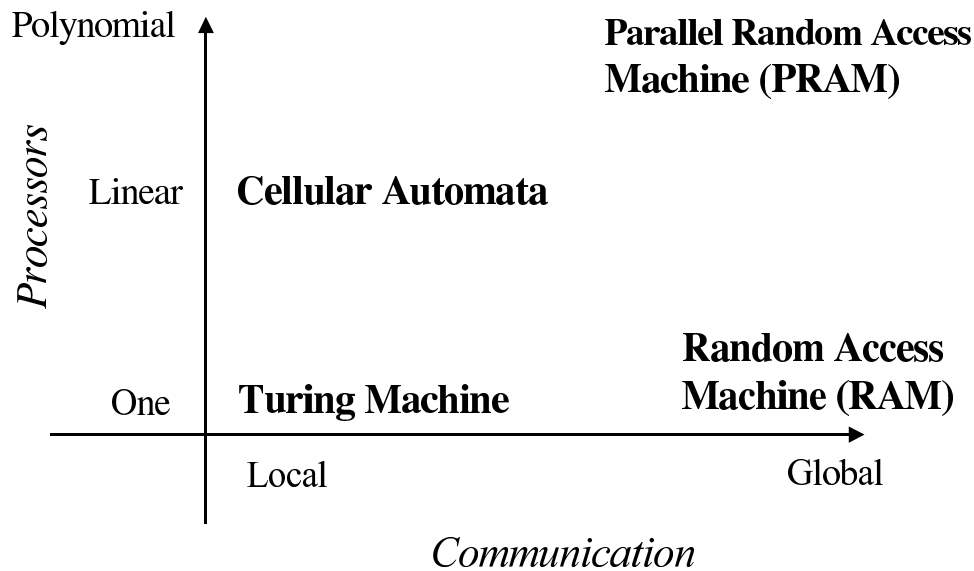 Polynomial
Parallel Random Access
Machine (PRAM)
Processors
Linear
Cellular Automata
Random Access
Machine (RAM)
One
Turing Machine
Local
Global
Communication